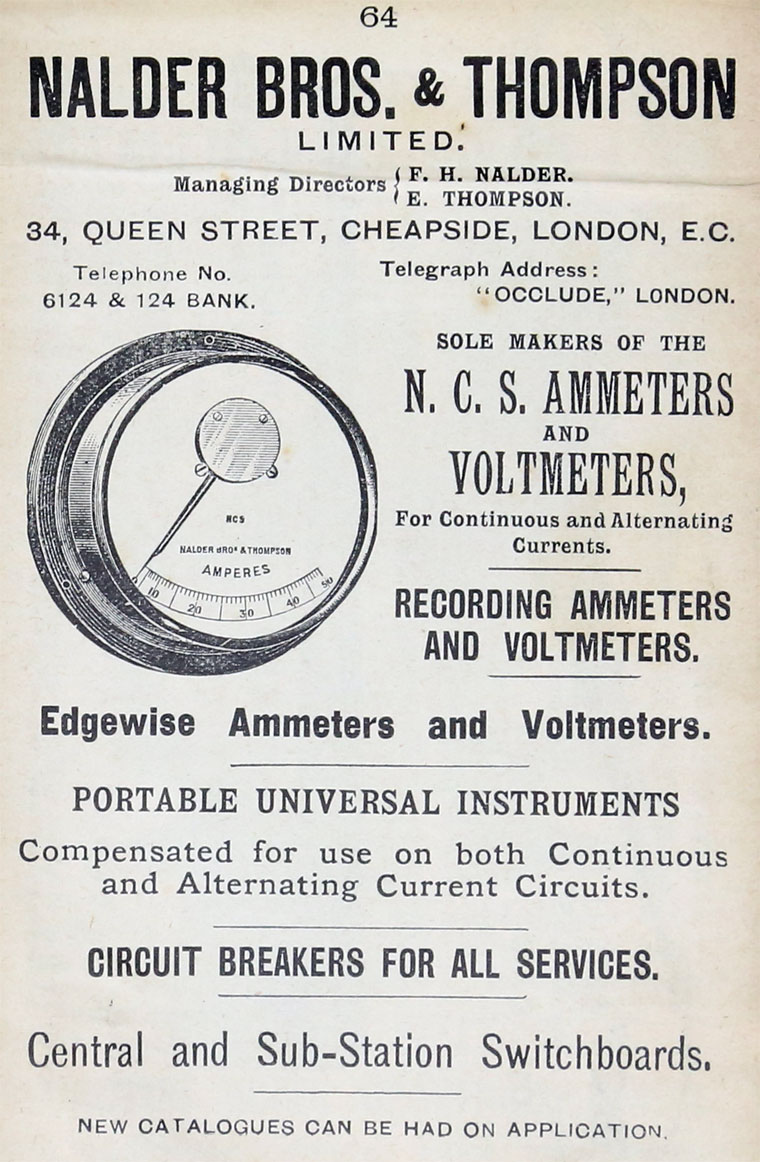 64
NALDER BROS. & THOMPSON
LIMITED.
Managing Directors { F. H. NALDER.
E. THOMPSON.
34, QUEEN STREET, CHEAPSIDE, LONDON, E.C.
Telephone No.
6124 & 124 BANK.
Telegraph Address:
"OCCLUDE," LONDON.
SOLE MAKERS OF THE
N. C. S. AMMETERS
AND
VOLTMETERS,
For Continuous and Alternating
Currents.
NCS
NALDER BROS & THOMPSON
AMPERES
0 10 20 30 40 50
RECORDING AMMETERS
AND VOLTMETERS.
Edgewise Ammeters and Voltmeters.
PORTABLE UNIVERSAL INSTRUMENTS
Compensated for use on both Continuous
and Alternating Current Circuits.
CIRCUIT BREAKERS FOR ALL SERVICES.
Central and Sub-Station Switchboards.
NEW CATALOGUES CAN BE HAD ON APPLICATION.